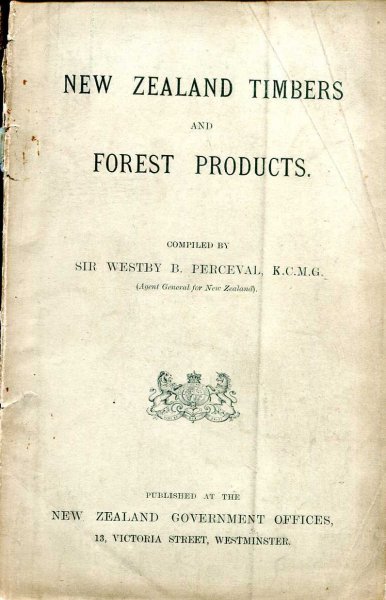 NEW ZEALAND TIMBERS
AND
FOREST PRODUCTS.
COMPILED BY
SIR WESTBY B. PERCEVAL, K.C.M.G.
(Agent General for New Zealand).
PUBLISHED AT THE
NEW ZEALAND GOVERNMENT OFFICES,
13, VICTORIA STREET, WESTMINSTER.